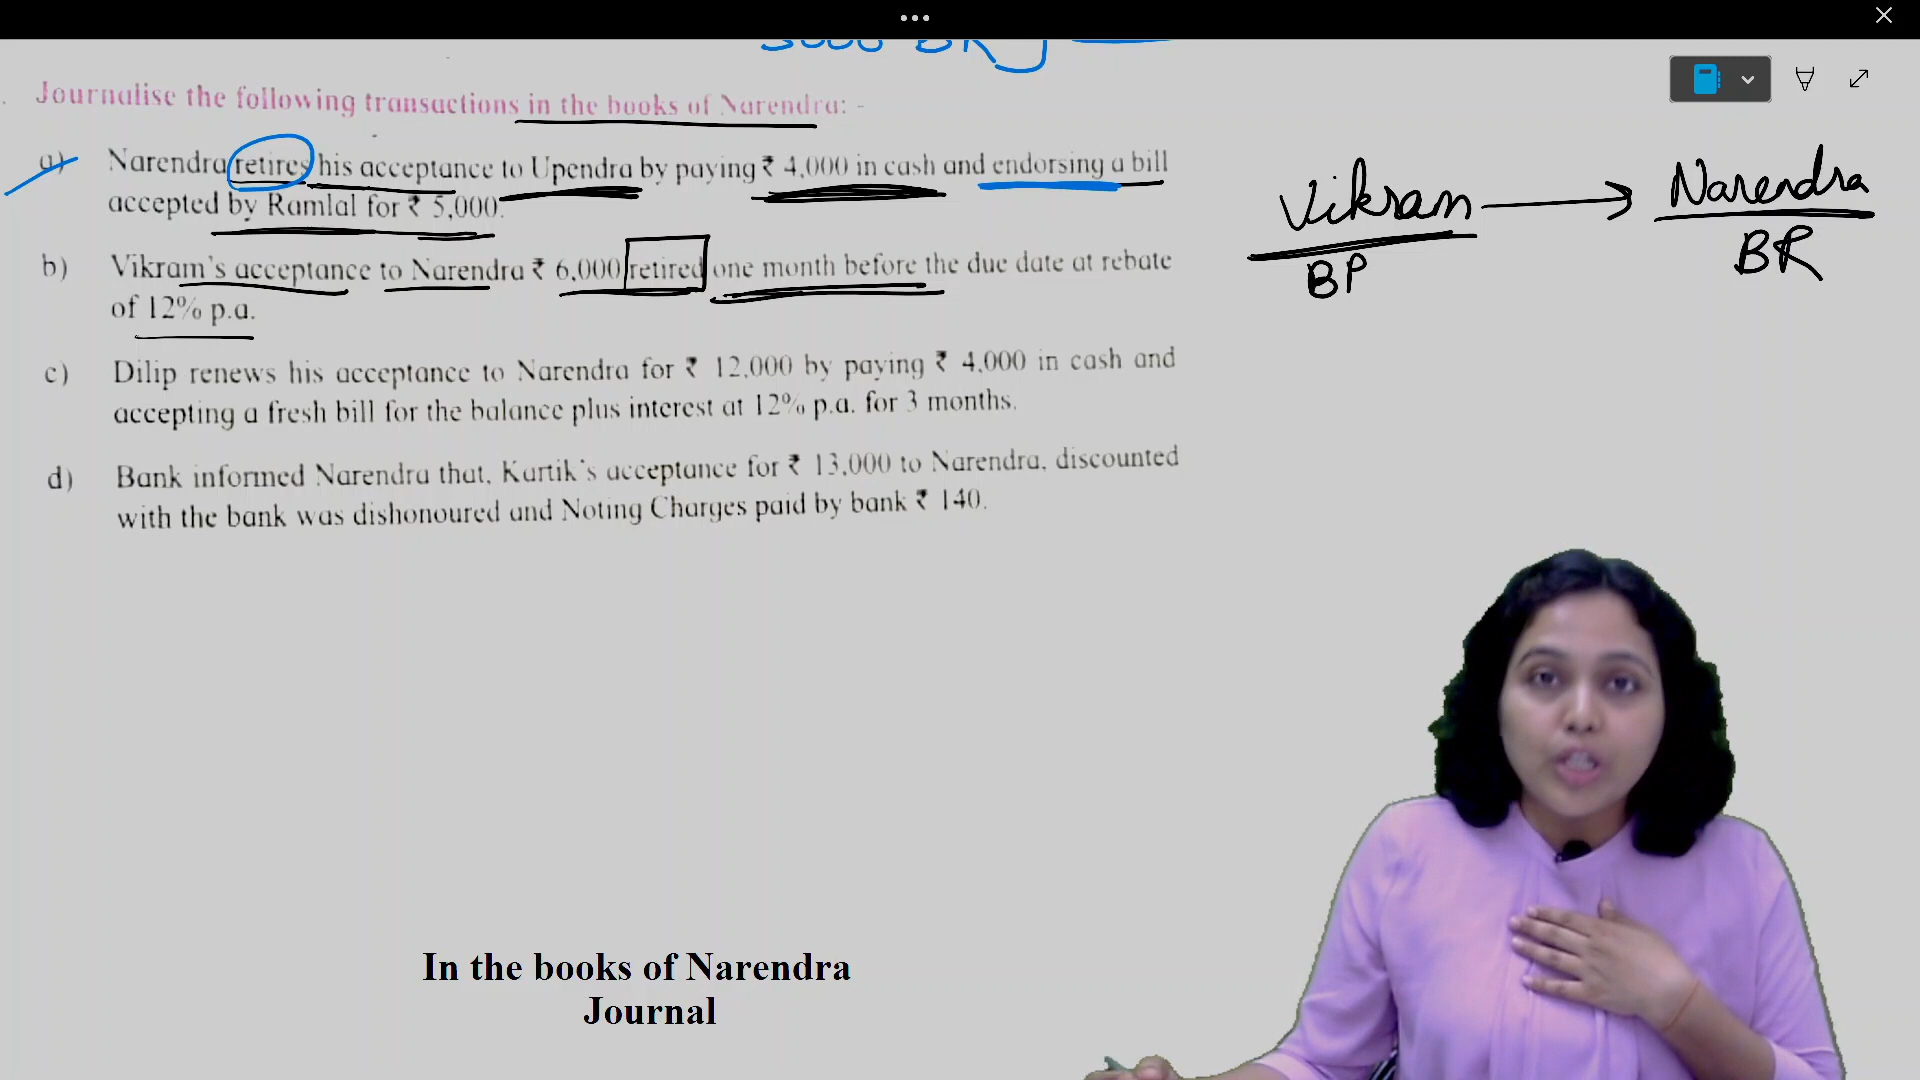 3000 BR
Journalise the following transactions in the books of Narendra: -
a) Narendra retires his acceptance to Upendra by paying ₹ 4,000 in cash and endorsing a bill
accepted by Ramlal for ₹ 5,000.
b) Vikram's acceptance to Narendra ₹ 6,000 retired one month before the due date at rebate
of 12% p.a.
c) Dilip renews his acceptance to Narendra for ₹ 12,000 by paying ₹ 4,000 in cash and
accepting a fresh bill for the balance plus interest at 12% p.a. for 3 months.
d) Bank informed Narendra that, Kartik's acceptance for ₹ 13,000 to Narendra, discounted
with the bank was dishonoured and Noting Charges paid by bank ₹ 140.
Vikram → Narendra
BP BR
In the books of Narendra
Journal